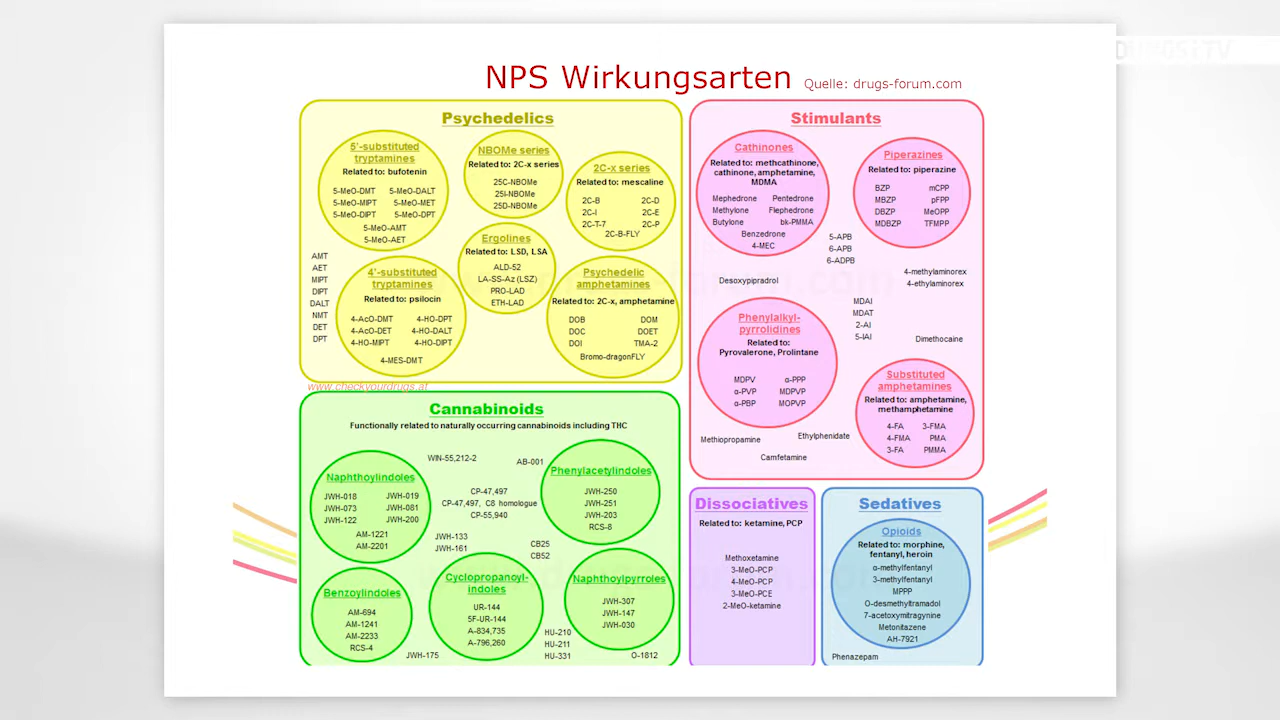 NPS Wirkungsarten Quelle: drugs-forum.com
Psychedelics
5'-substituted
tryptamines
Related to: bufotenin
5-MeO-DMT 5-MeO-DALT
5-MeO-MIPT 5-MeO-MET
5-MeO-DIPT 5-MeO-DPT
5-MeO-AMT
5-MeO-AET
NBOMe series
Related to: 2C-x series
25C-NBOMe
25I-NBOMe
25D-NBOMe
2C-x series
Related to: mescaline
2C-B 2C-D
2C-I 2C-E
2C-T-7 2C-P
2C-B-FLY
Ergolines
Related to: LSD, LSA
ALD-52
LA-SS-Az (LSZ)
PRO-LAD
ETH-LAD
AMT
AET
MIPT
DIPT
DALT
NMT
DET
DPT
4'-substituted
tryptamines
Related to: psilocin
4-AcO-DMT 4-HO-DPT
4-AcO-DET 4-HO-DALT
4-HO-MIPT 4-HO-DIPT
4-MES-DMT
Psychedelic
amphetamines
Related to: 2C-x, amphetamine
DOB DOM
DOC DOET
DOI TMA-2
Bromo-dragonFLY
www.checkyourdrugs.at
Stimulants
Cathinones
Related to: methcathinone,
cathinone, amphetamine,
MDMA
Mephedrone Pentedrone
Methylone Flephedrone
Butylone bk-PMMA
Benzedrone
4-MEC
Piperazines
Related to: piperazine
BZP mCPP
MBZP pFPP
DBZP MeOPP
MDBZP TFMPP
5-APB
6-APB
6-ADPB
Desoxypipradrol
4-methylaminorex
4-ethylaminorex
MDAI
MDAT
2-AI
5-IAI
Dimethocaine
Phenylalkyl-
pyrrolidines
Related to:
Pyrovalerone, Prolintane
MDPV α-PPP
α-PVP MDPVP
α-PBP MOPVP
Substituted
amphetamines
Related to: amphetamine,
methamphetamine
4-FA 3-FMA
4-FMA PMA
3-FA PMMA
Methiopropamine
Ethylphenidate
Camfetamine
Cannabinoids
Functionally related to naturally occurring cannabinoids including THC
WIN-55,212-2
AB-001
Naphthoylindoles
JWH-018 JWH-019
JWH-073 JWH-081
JWH-122 JWH-200
AM-1221
AM-2201
CP-47,497
CP-47,497, C8 homologue
CP-55,940
Phenylacetylindoles
JWH-250
JWH-251
JWH-203
RCS-8
JWH-133
JWH-161
CB25
CB52
Benzoylindoles
AM-694
AM-1241
AM-2233
RCS-4
Cyclopropanoyl-
indoles
UR-144
5F-UR-144
A-834,735
A-796,260
Naphthoylpyrroles
JWH-307
JWH-147
JWH-030
JWH-175
HU-210
HU-211
HU-331
O-1812
Dissociatives
Related to: ketamine, PCP
Methoxetamine
3-MeO-PCP
4-MeO-PCP
3-MeO-PCE
2-MeO-ketamine
Sedatives
Opioids
Related to: morphine,
fentanyl, heroin
α-methylfentanyl
3-methylfentanyl
MPPP
O-desmethyltramadol
7-acetoxymitragynine
Metonitazene
AH-7921
Phenazepam